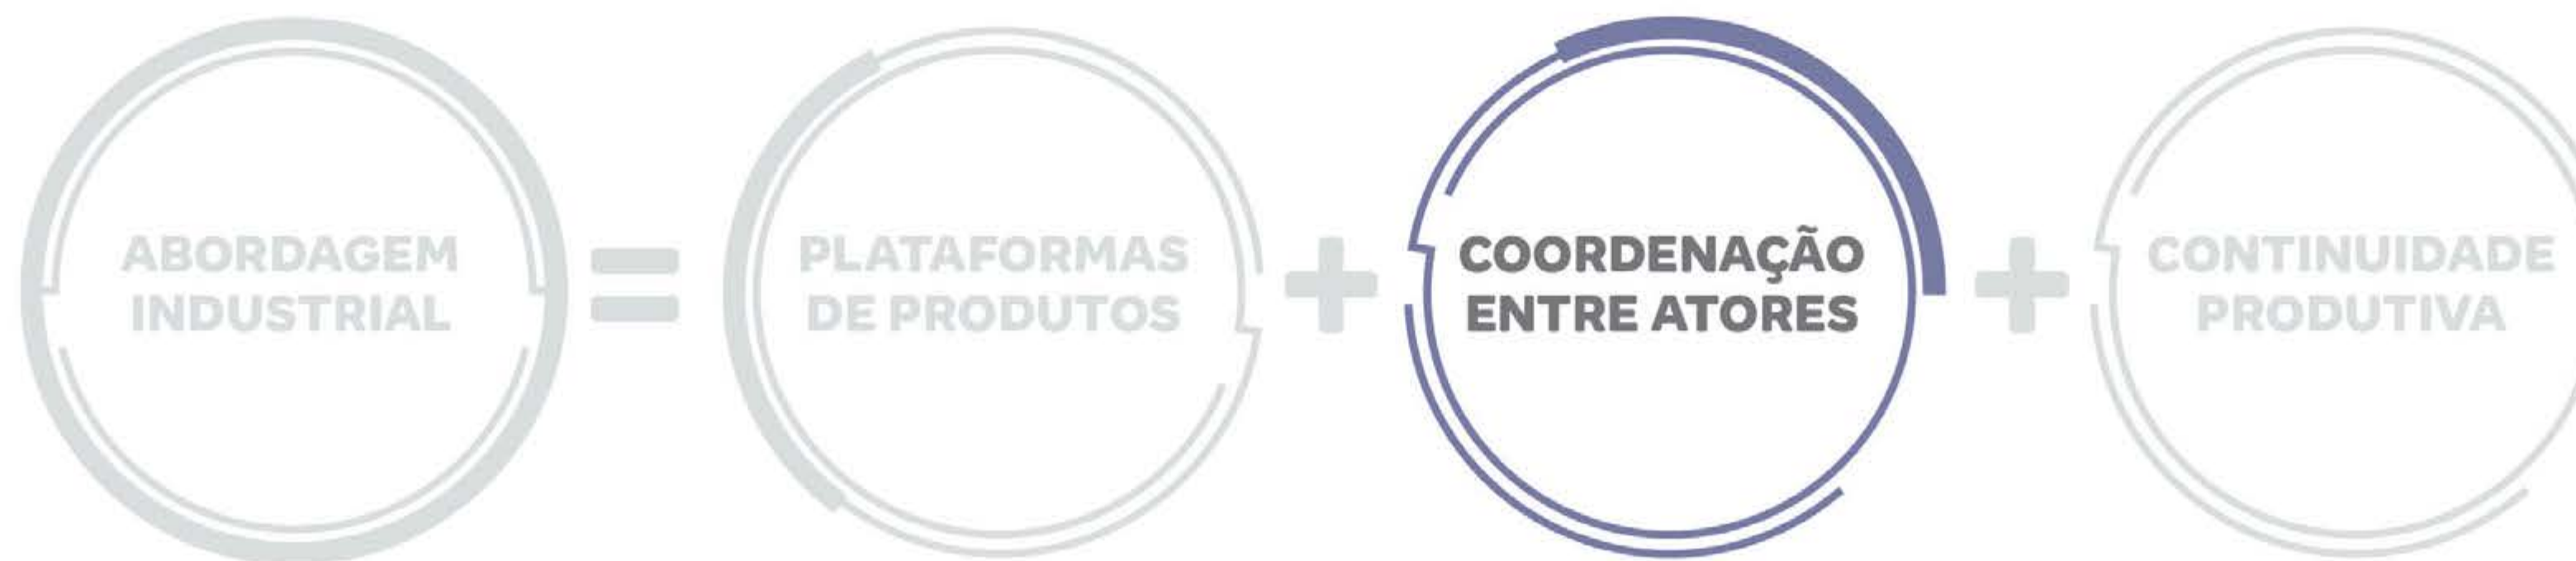 ABORDAGEM
INDUSTRIAL
=
PLATAFORMAS
DE PRODUTOS
+
COORDENAÇÃO
ENTRE ATORES
+
CONTINUIDADE
PRODUTIVA